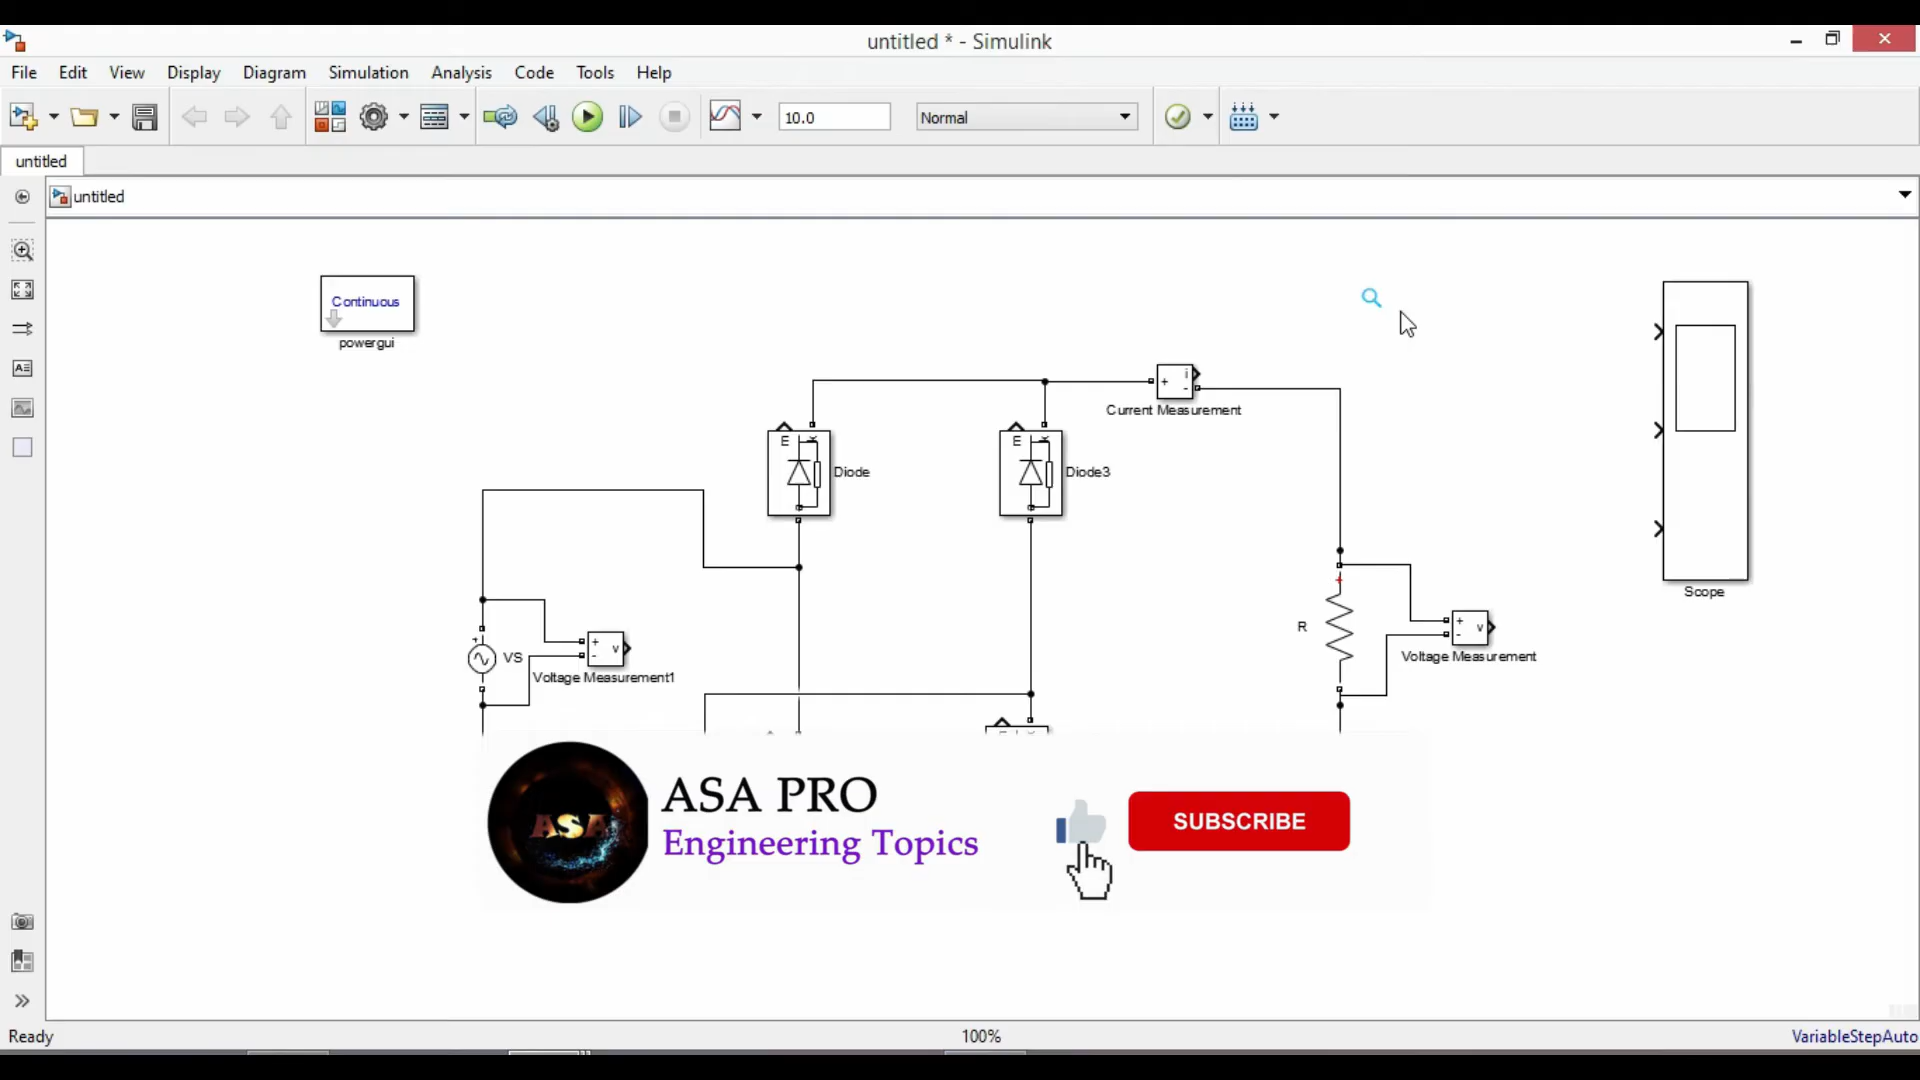 untitled * - Simulink
File Edit View Display Diagram Simulation Analysis Code Tools Help
10.0 Normal
untitled
untitled
Continuous
powergui
i
+ -
Current Measurement
E
Diode
E
Diode3
+
VS
+ v
-
Voltage Measurement1
+
R
+ v
-
Voltage Measurement
Scope
ASA
ASA PRO
Engineering Topics
SUBSCRIBE
Ready 100% VariableStepAuto